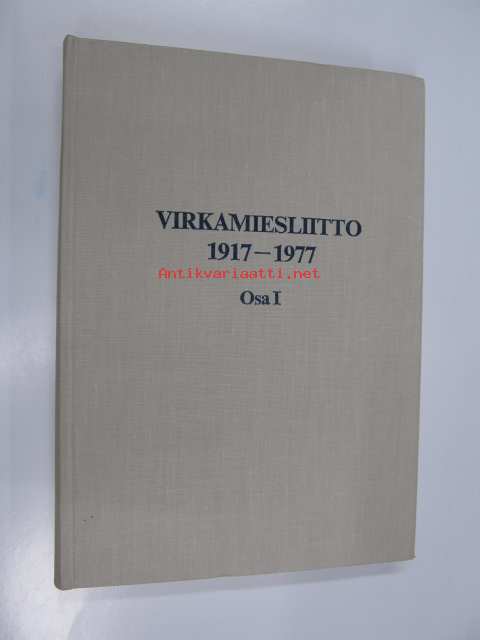 VIRKAMIESLIITTO
1917—1977
Antikvariaatti.net
Osa I